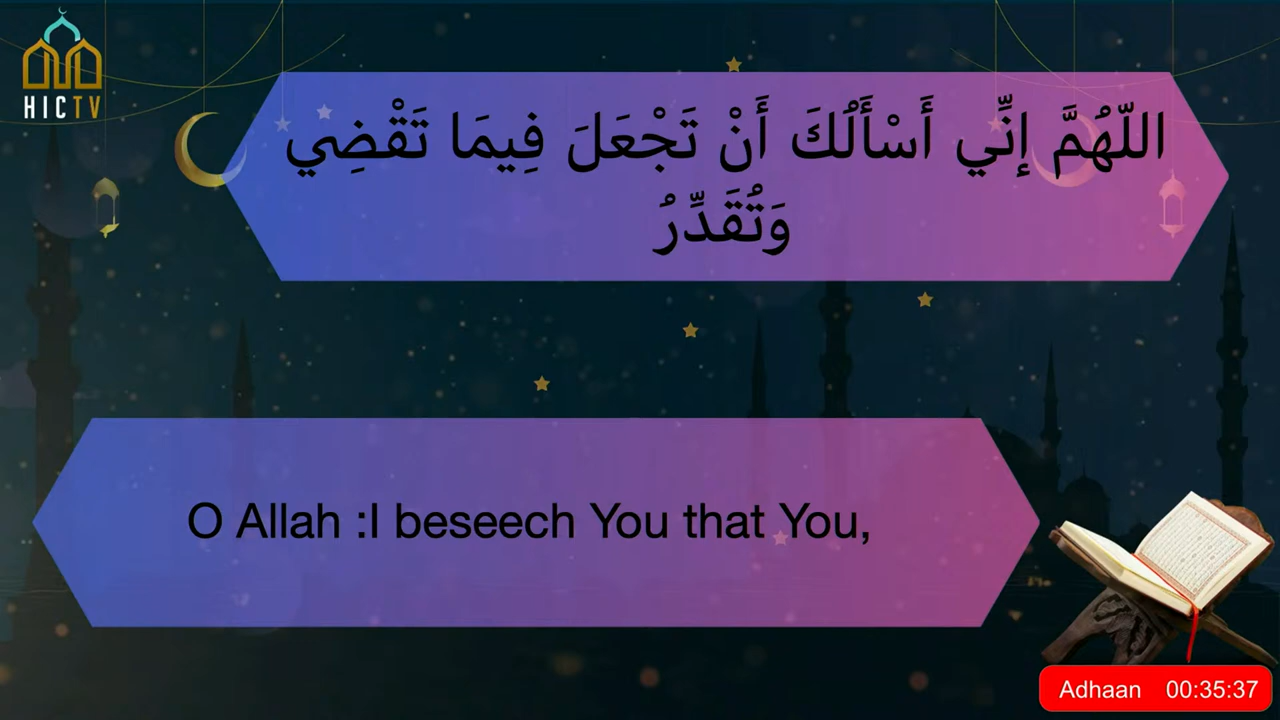 HICTV
اللّهُمَّ إنِّي أَسْأَلُكَ أَنْ تَجْعَلَ فِيمَا تَقْضِي
وَتُقَدِّرُ
O Allah :I beseech You that You,
Adhaan 00:35:37